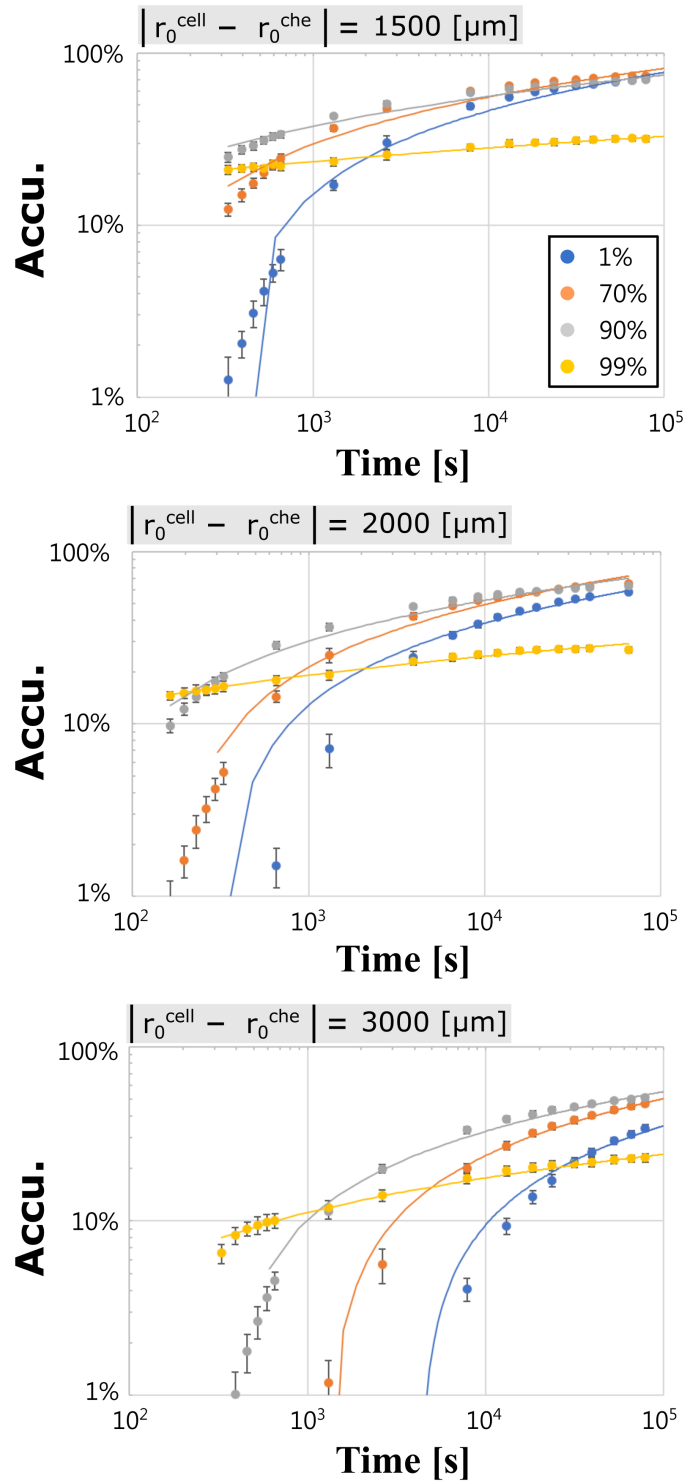 | r₀ᶜᵉˡˡ − r₀ᶜʰᵉ | = 1500 [µm]
100%
10%
1%
Accu.
1%
70%
90%
99%
10² 10³ 10⁴ 10⁵
Time [s]
| r₀ᶜᵉˡˡ − r₀ᶜʰᵉ | = 2000 [µm]
100%
10%
1%
Accu.
10² 10³ 10⁴ 10⁵
Time [s]
| r₀ᶜᵉˡˡ − r₀ᶜʰᵉ | = 3000 [µm]
100%
10%
1%
Accu.
10² 10³ 10⁴ 10⁵
Time [s]